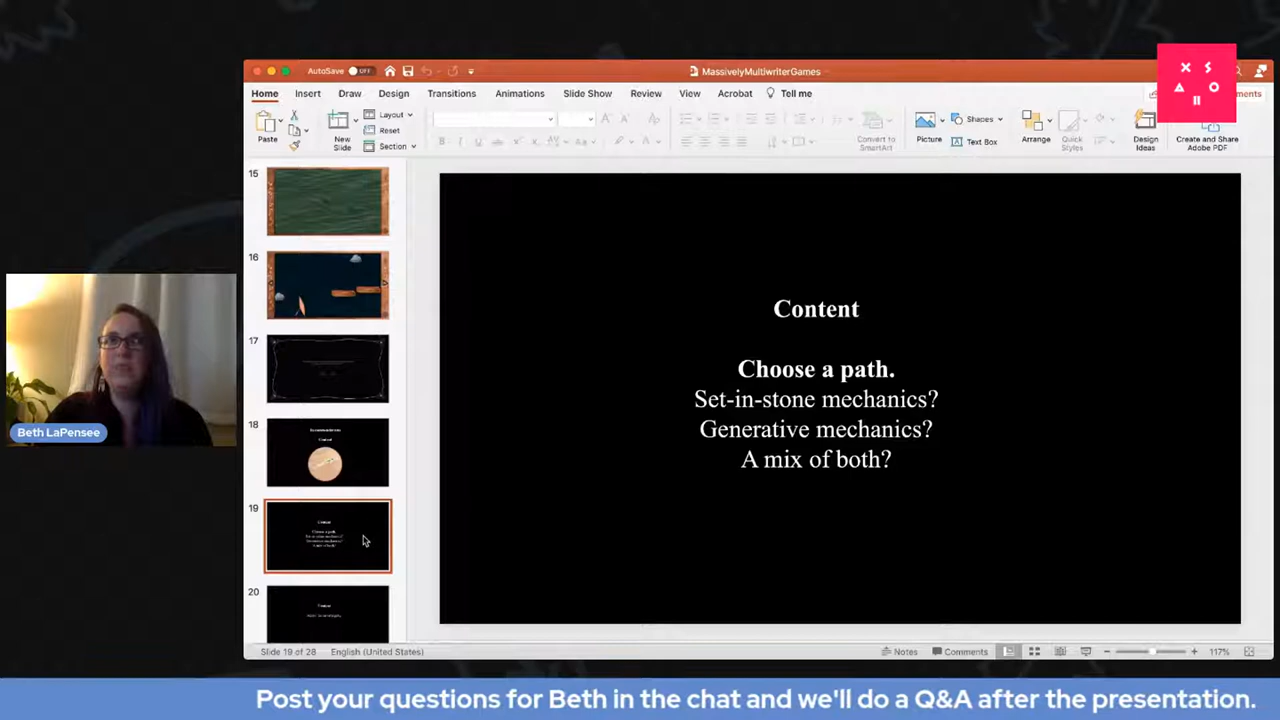 AutoSave OFF
MassivelyMultiwriterGames
Home Insert Draw Design Transitions Animations Slide Show Review View Acrobat Tell me
Paste
New Slide
Layout
Reset
Section
Convert to SmartArt
Picture
Shapes
Text Box
Arrange
Quick Styles
Design Ideas
Create and Share Adobe PDF
15
16
17
18
19
20
Content
Content
Choose a path.
Set-in-stone mechanics?
Generative mechanics?
A mix of both?
Beth LaPensee
Slide 19 of 28 English (United States) Notes Comments 117%
Post your questions for Beth in the chat and we'll do a Q&A after the presentation.